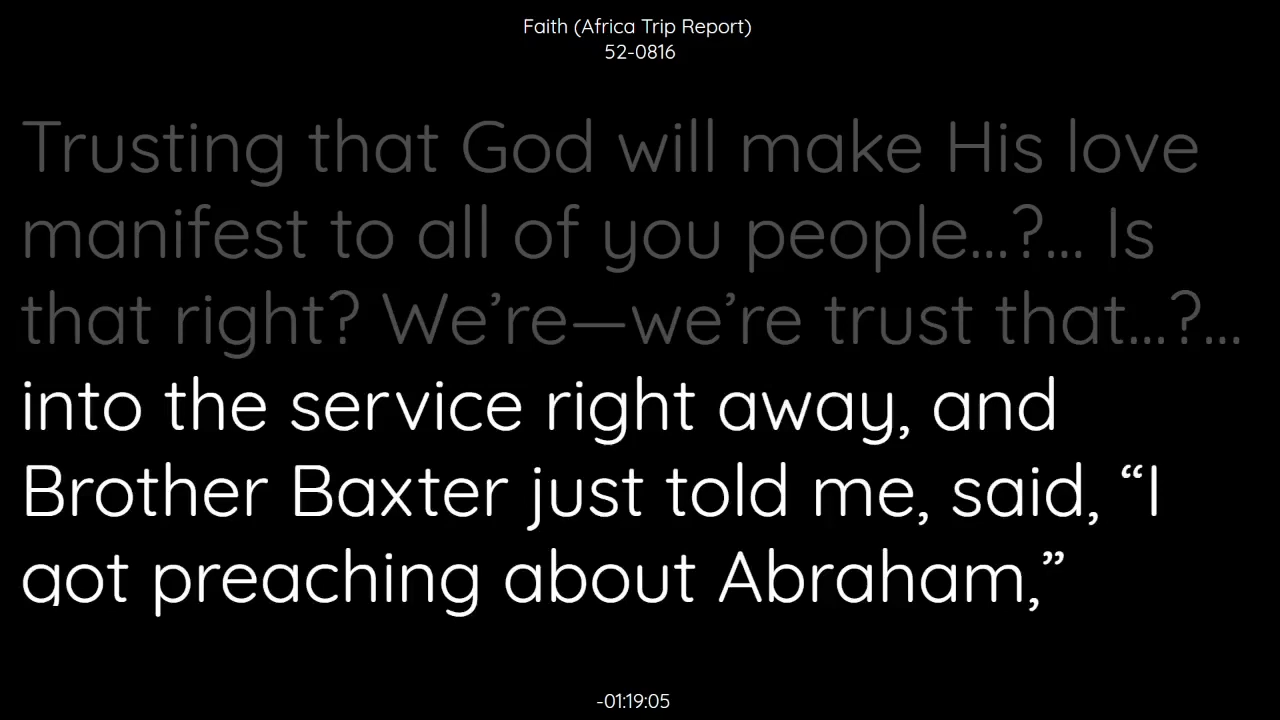 Faith (Africa Trip Report)
52-0816
Trusting that God will make His love
manifest to all of you people...?... Is
that right? We’re—we’re trust that...?...
into the service right away, and
Brother Baxter just told me, said, “I
got preaching about Abraham,”
-01:19:05